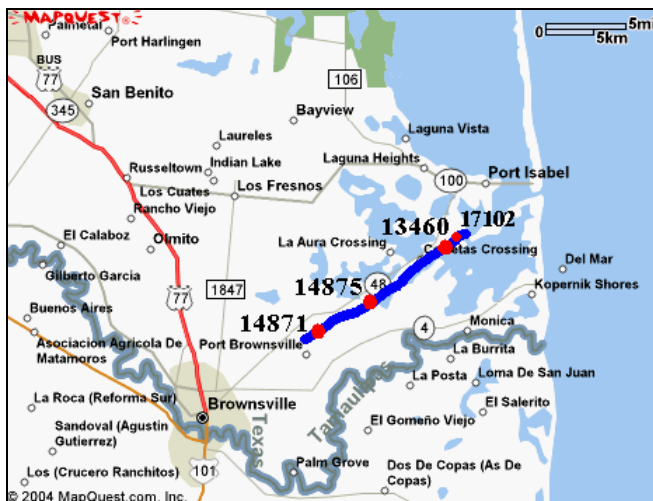 MAPQUEST
Palmetal
Port Harlingen
0
5mi
5km
BUS
77
106
San Benito
345
Bayview
Laureles
Laguna Vista
Russeltown
Indian Lake
Laguna Heights
Port Isabel
100
Los Cuates
Los Fresnos
Rancho Viejo
13460
17102
El Calaboz
Olmito
La Aura Crossing
Gilberto Garcia
14875
48
Del Mar
77
1847
Kopernik Shores
Buenos Aires
14871
4
Monica
Asociacion Agricola De
Matamoros
Port Brownsville
La Burrita
La Posta
Loma De San Juan
La Roca (Reforma Sur)
Brownsville
El Salerito
Sandoval (Agustin
Gutierrez)
Texas
Tamaulipas
El Gomeño Viejo
Los (Crucero Ranchitos)
101
Palm Grove
Dos De Copas (As De
Copas)
© 2004 MapQuest.com, Inc.